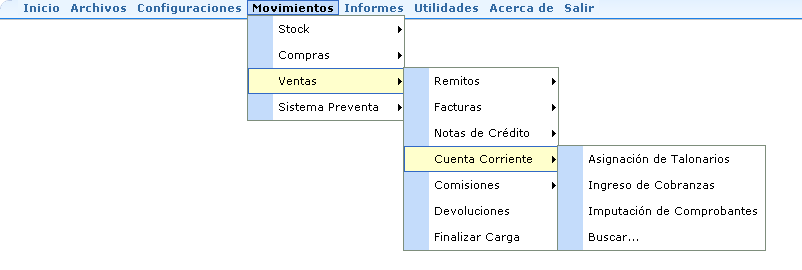 Inicio Archivos Configuraciones Movimientos Informes Utilidades Acerca de Salir
Stock
Compras
Ventas
Sistema Preventa
Remitos
Facturas
Notas de Crédito
Cuenta Corriente
Comisiones
Devoluciones
Finalizar Carga
Asignación de Talonarios
Ingreso de Cobranzas
Imputación de Comprobantes
Buscar...